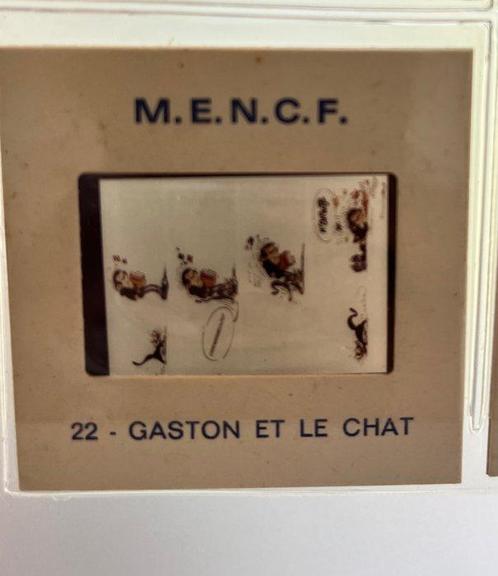 M.E.N.C.F.
22 - GASTON ET LE CHAT